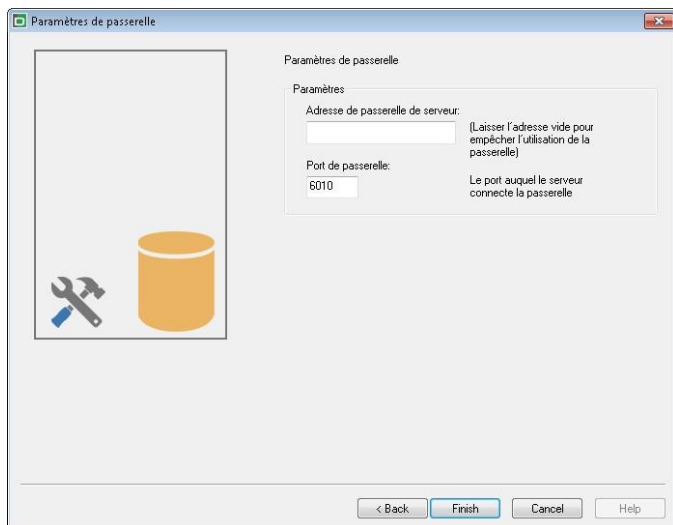 Paramètres de passerelle
Paramètres de passerelle
Paramètres
Adresse de passerelle de serveur:
(Laisser l'adresse vide pour
empêcher l'utilisation de la
passerelle)
Port de passerelle:
6010
Le port auquel le serveur
connecte la passerelle
< Back
Finish
Cancel
Help